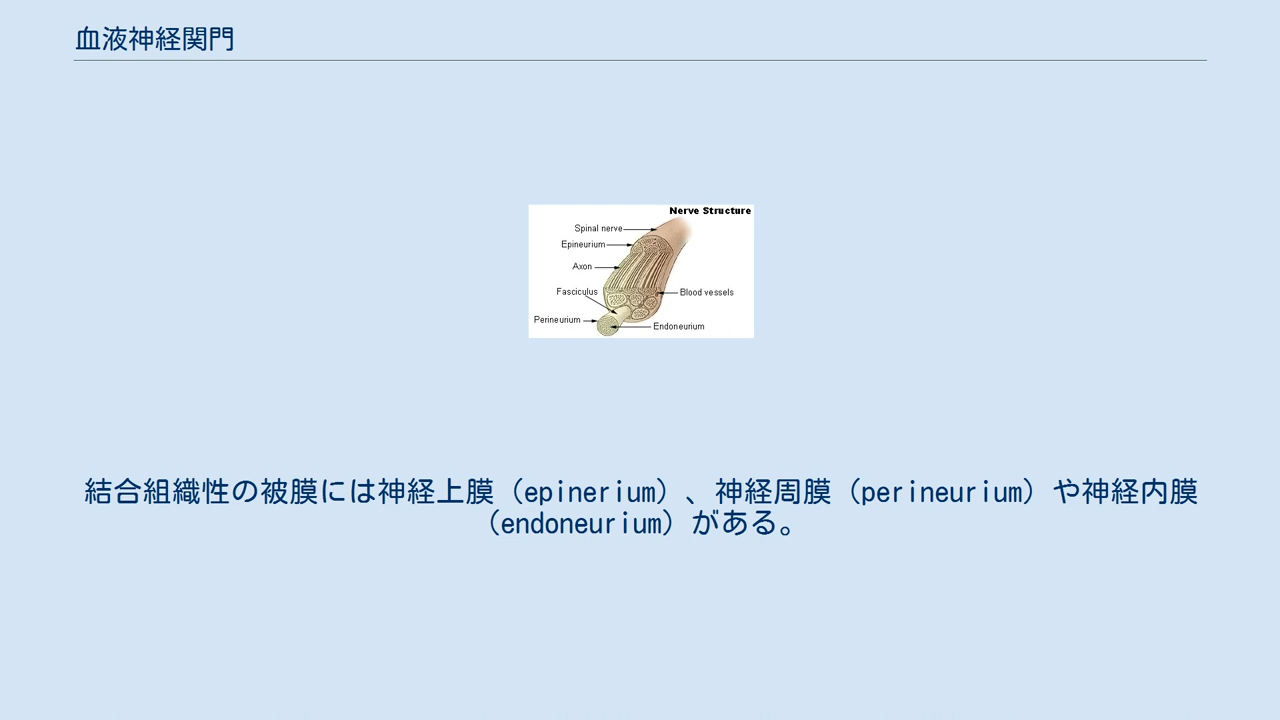 血液神経関門
Nerve Structure
Spinal nerve
Epineurium
Axon
Fasciculus
Blood vessels
Perineurium
Endoneurium
結合組織性の被膜には神経上膜（epinerium）、神経周膜（perineurium）や神経内膜
（endoneurium）がある。